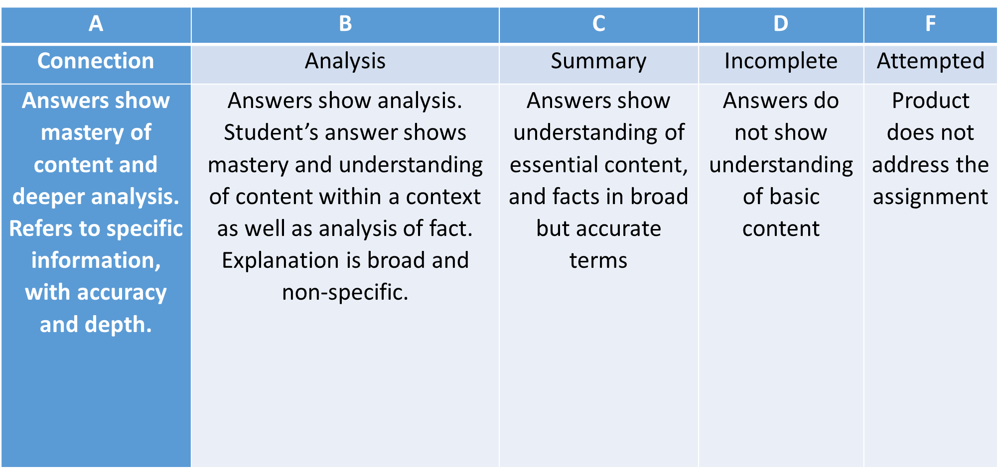 A B C D F
Connection Analysis Summary Incomplete Attempted
Answers show
mastery of
content and
deeper analysis.
Refers to specific
information,
with accuracy
and depth.
Answers show analysis.
Student’s answer shows
mastery and understanding
of content within a context
as well as analysis of fact.
Explanation is broad and
non-specific.
Answers show
understanding of
essential content,
and facts in broad
but accurate
terms
Answers do
not show
understanding
of basic
content
Product
does not
address the
assignment